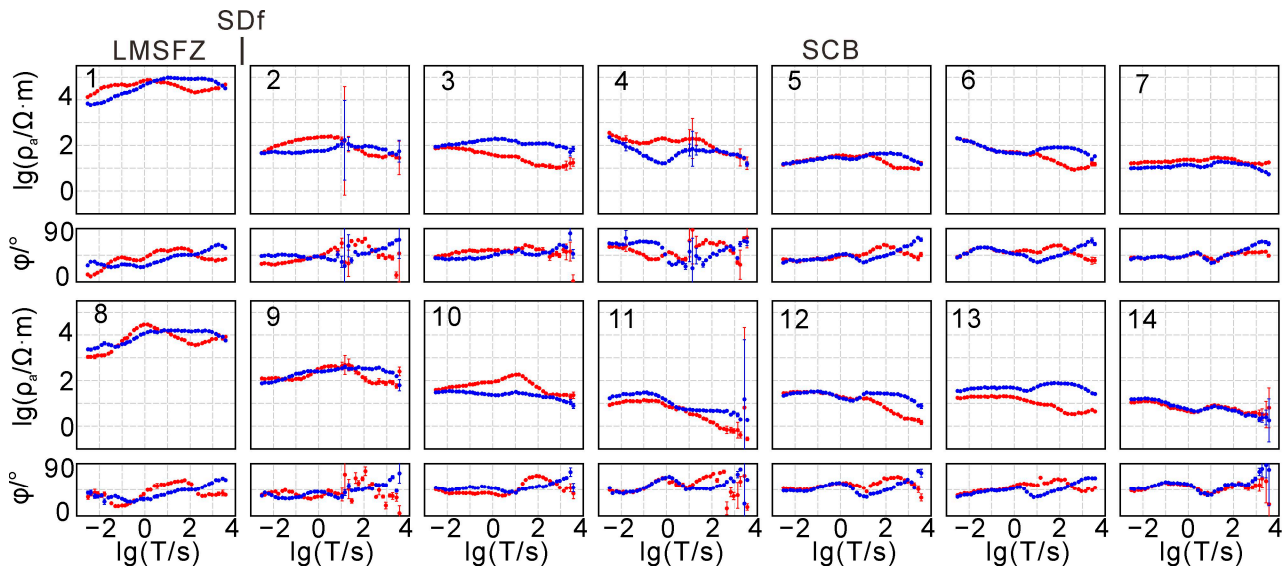 SDf
LMSFZ SCB
1 2 3 4 5 6 7
lg(ρa/Ω·m)
4
2
0
φ/°
90
0
8 9 10 11 12 13 14
lg(ρa/Ω·m)
4
2
0
φ/°
90
0
−2 0 2 4 −2 0 2 4 −2 0 2 4 −2 0 2 4 −2 0 2 4 −2 0 2 4 −2 0 2 4
lg(T/s) lg(T/s) lg(T/s) lg(T/s) lg(T/s) lg(T/s) lg(T/s)